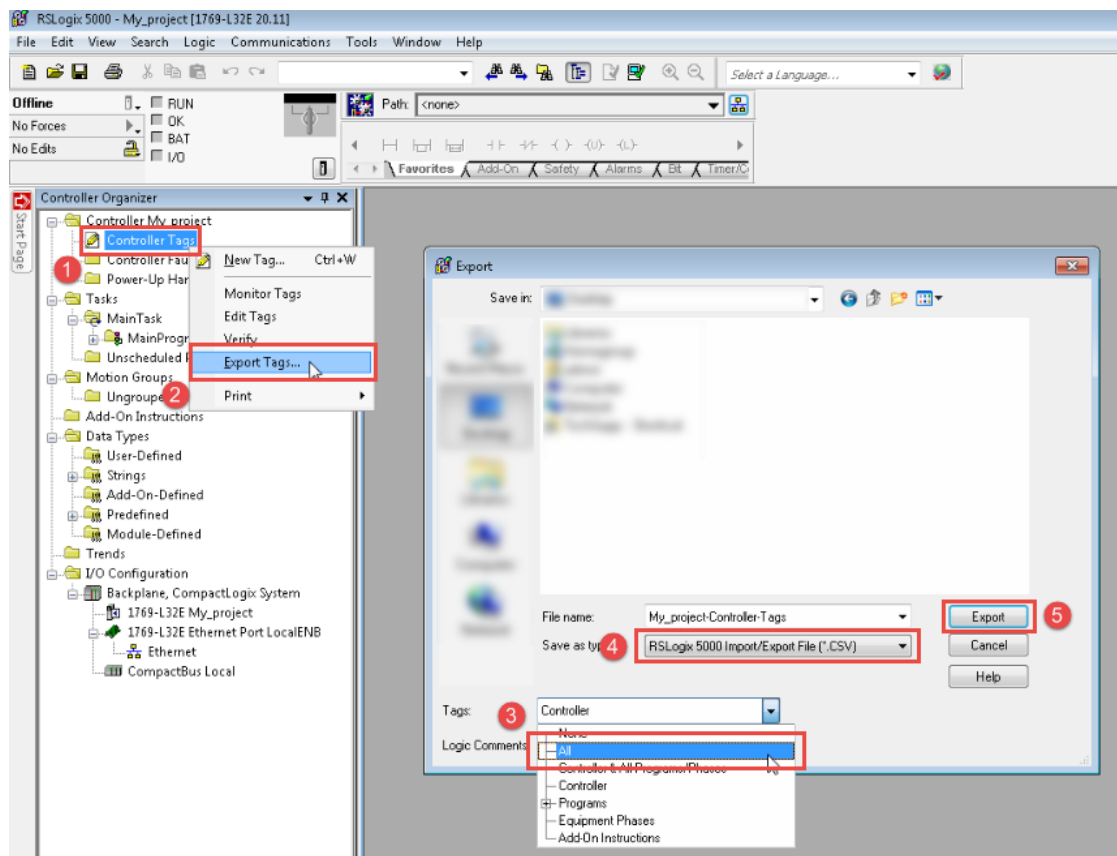 RSLogix 5000 - My_project [1769-L32E 20.11]
File Edit View Search Logic Communications Tools Window Help
Select a Language...
Offline
RUN
No Forces
OK
No Edits
BAT
I/O
Path: <none>
Favorites Add-On Safety Alarms Bit Timer/C
Start Page
Controller Organizer
Controller My_project
Controller Tags
1
Controller Fau
Power-Up Han
Tasks
MainTask
MainProgr
Unscheduled P
Motion Groups
Ungroupe
Add-On Instructions
Data Types
User-Defined
Strings
Add-On-Defined
Predefined
Module-Defined
Trends
I/O Configuration
Backplane, CompactLogix System
1769-L32E My_project
1769-L32E Ethernet Port LocalENB
Ethernet
CompactBus Local
New Tag... Ctrl+W
Monitor Tags
Edit Tags
Verify
Export Tags...
2
Print
Export
Save in:
File name: My_project-Controller-Tags
Export
5
Save as ty
4
RSLogix 5000 Import/Export File (*.CSV)
Cancel
Help
Tags:
3
Controller
Logic Comments
None
All
Controller & All Programs/Phases
Controller
Programs
Equipment Phases
Add-On Instructions